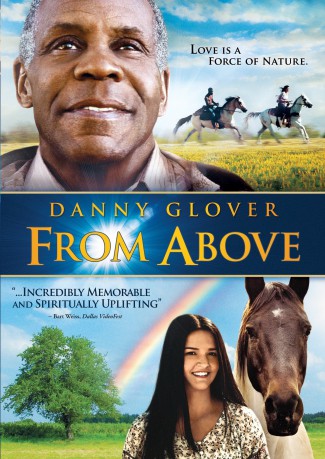 LOVE IS A
FORCE OF NATURE.
DANNY GLOVER
FROM ABOVE
"...INCREDIBLY MEMORABLE
AND SPIRITUALLY UPLIFTING"
– Bart Weiss, Dallas VideoFest